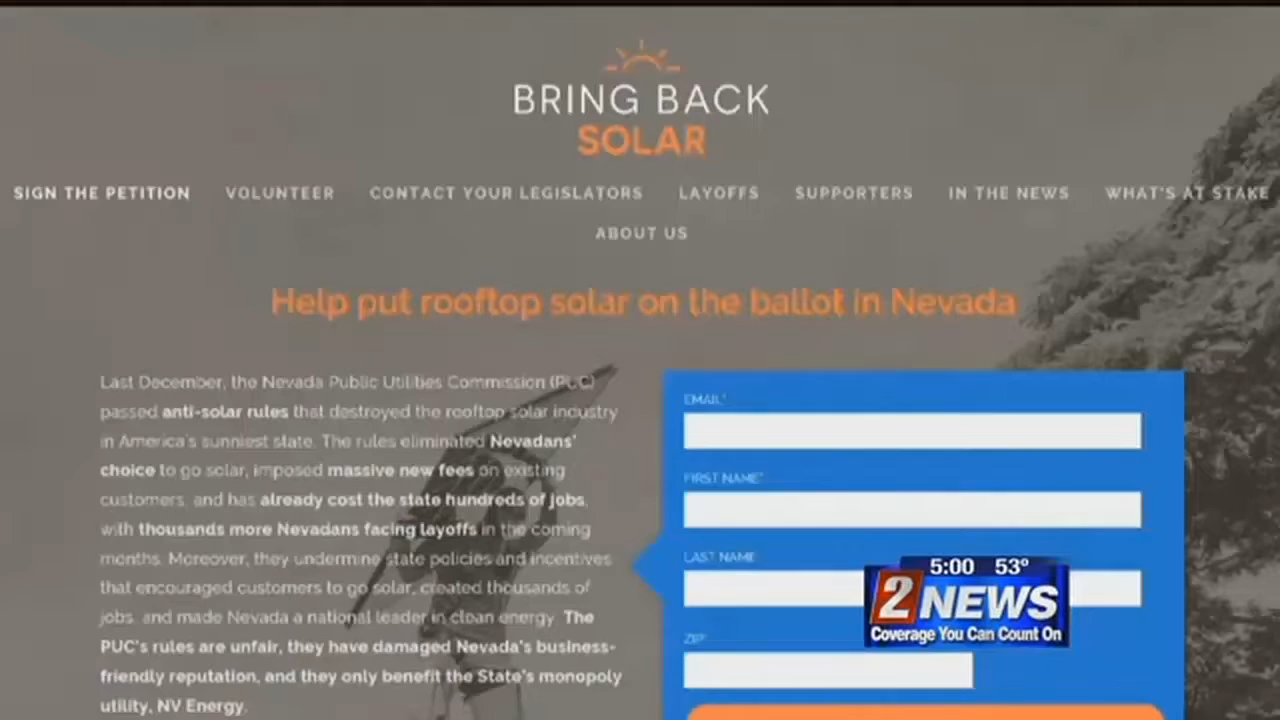 BRING BACK
SOLAR
SIGN THE PETITION VOLUNTEER CONTACT YOUR LEGISLATORS LAYOFFS SUPPORTERS IN THE NEWS WHAT'S AT STAKE
ABOUT US
Help put rooftop solar on the ballot in Nevada
Last December, the Nevada Public Utilities Commission (PUC)
passed anti-solar rules that destroyed the rooftop solar industry
in America's sunniest state. The rules eliminated Nevadans'
choice to go solar, imposed massive new fees on existing
customers, and has already cost the state hundreds of jobs,
with thousands more Nevadans facing layoffs in the coming
months. Moreover, they undermine state policies and incentives
that encouraged customers to go solar, created thousands of
jobs, and made Nevada a national leader in clean energy. The
PUC's rules are unfair, they have damaged Nevada's business-
friendly reputation, and they only benefit the State's monopoly
utility, NV Energy.
EMAIL*
FIRST NAME*
LAST NAME
ZIP*
5:00 53°
2 NEWS
Coverage You Can Count On